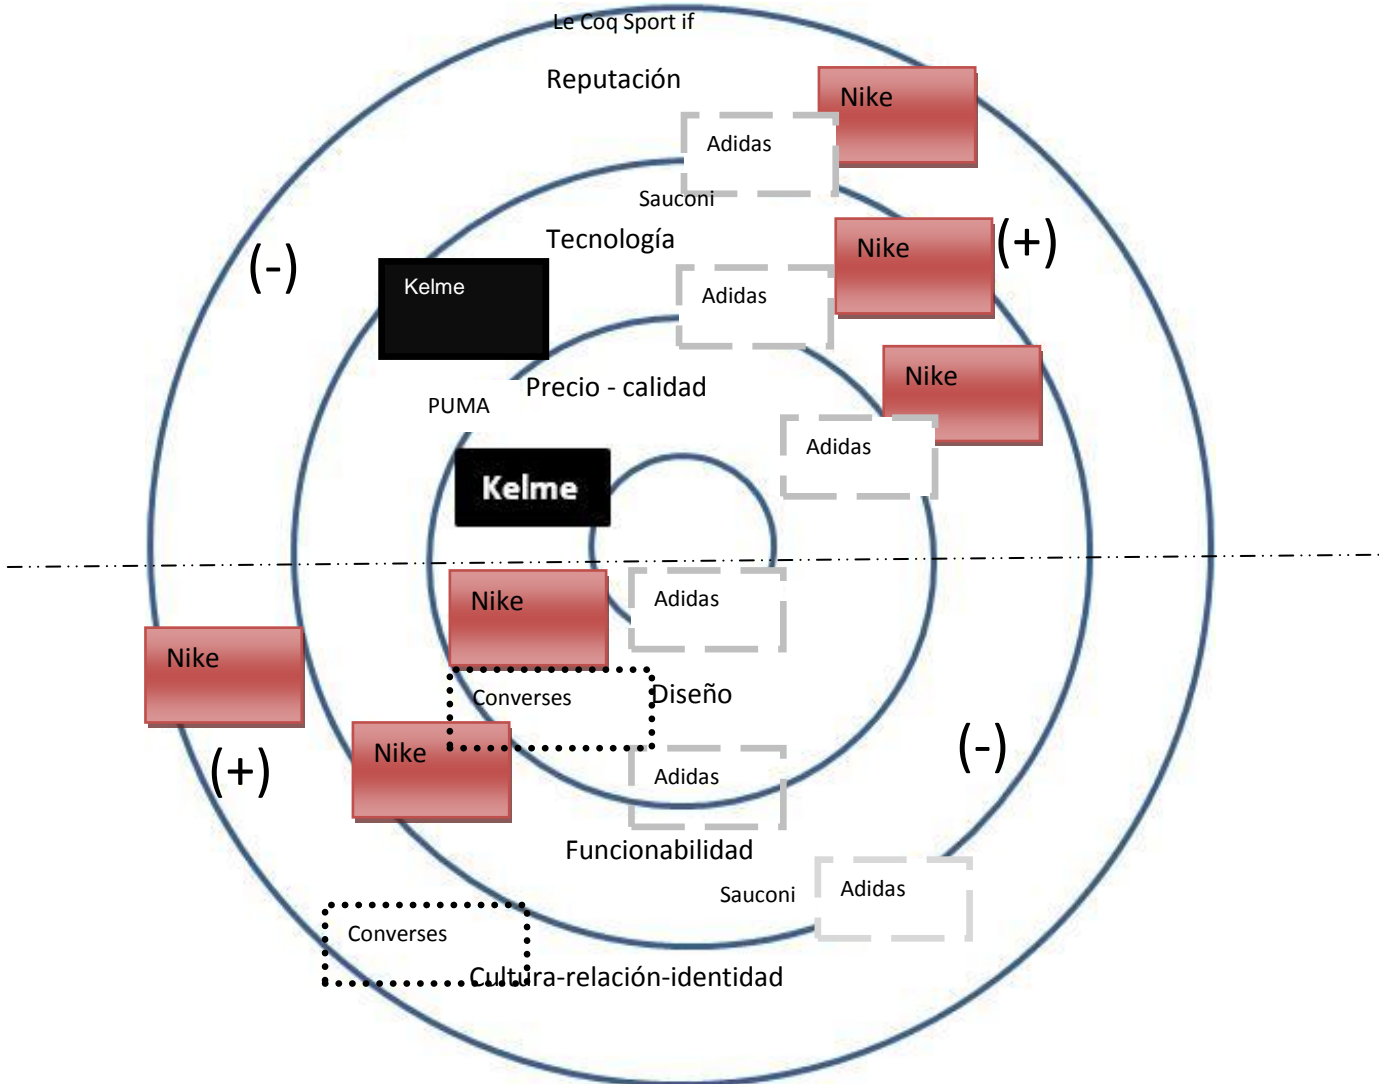 Le Coq Sport if
Reputación
Nike
Adidas
Sauconi
Tecnología
Nike
(+)
(-)
Kelme
Adidas
Nike
Precio - calidad
PUMA
Adidas
Kelme
Nike
Adidas
Nike
Converses
Diseño
Nike
Adidas
(-)
(+)
Funcionabilidad
Sauconi
Adidas
Converses
Cultura-relación-identidad